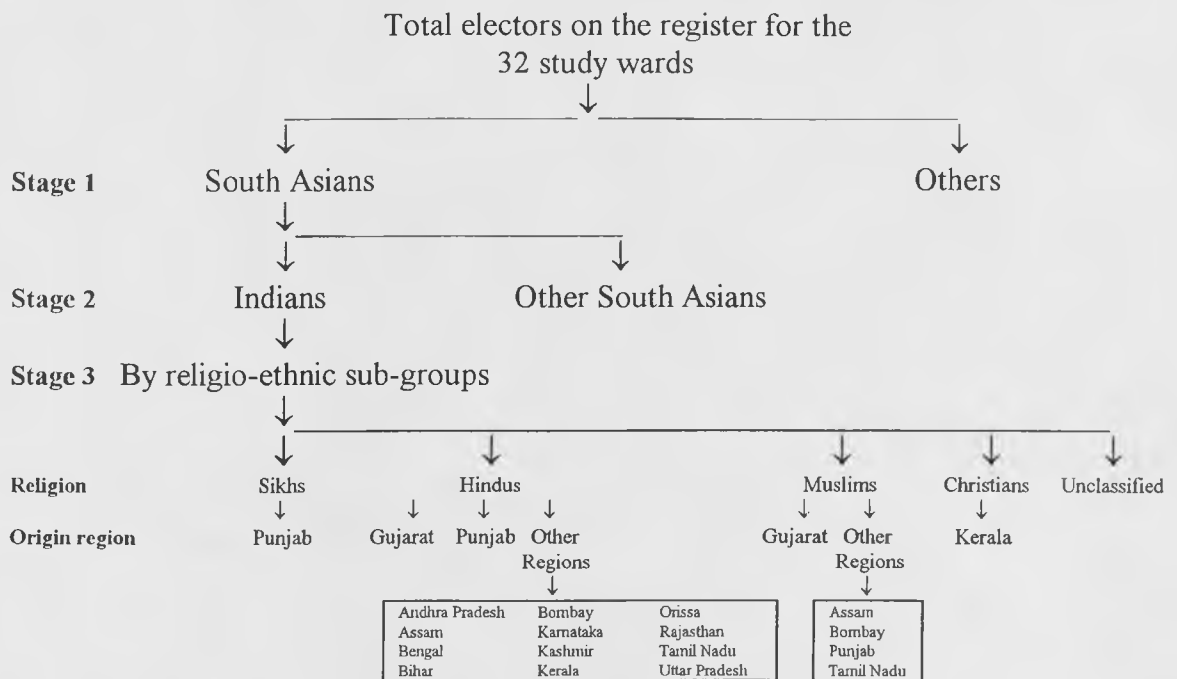 Total electors on the register for the
32 study wards
Stage 1 South Asians Others
Stage 2 Indians Other South Asians
Stage 3 By religio-ethnic sub-groups
Religion Sikhs Hindus Muslims Christians Unclassified
Origin region Punjab Gujarat Punjab Other Gujarat Other Kerala
Regions Regions
Andhra Pradesh Bombay Orissa Assam
Assam Karnataka Rajasthan Bombay
Bengal Kashmir Tamil Nadu Punjab
Bihar Kerala Uttar Pradesh Tamil Nadu